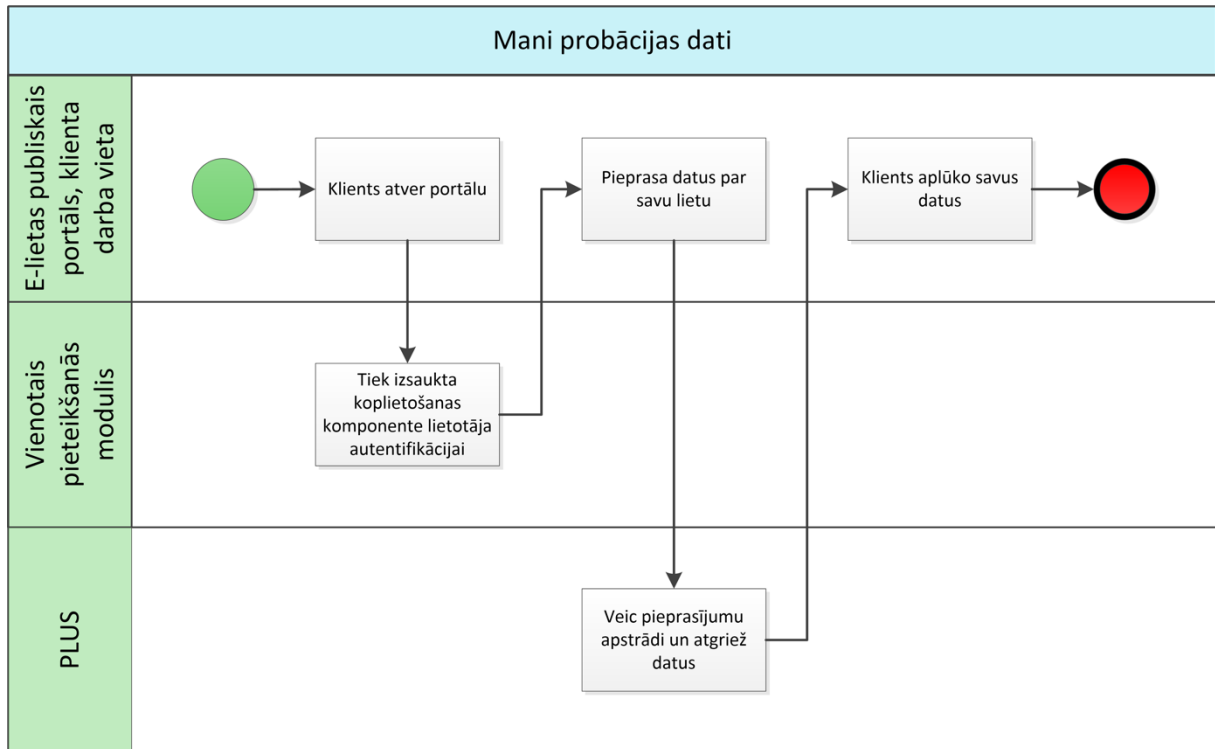 Mani probācijas dati
E-lietas publiskais
portāls, klienta
darba vieta
Klients atver portālu
Pieprasa datus par
savu lietu
Klients aplūko savus
datus
Vienotais
pieteikšanās
modulis
Tiek izsaukta
koplietošanas
komponente lietotāja
autentifikācijai
PLUS
Veic pieprasījumu
apstrādi un atgriež
datus